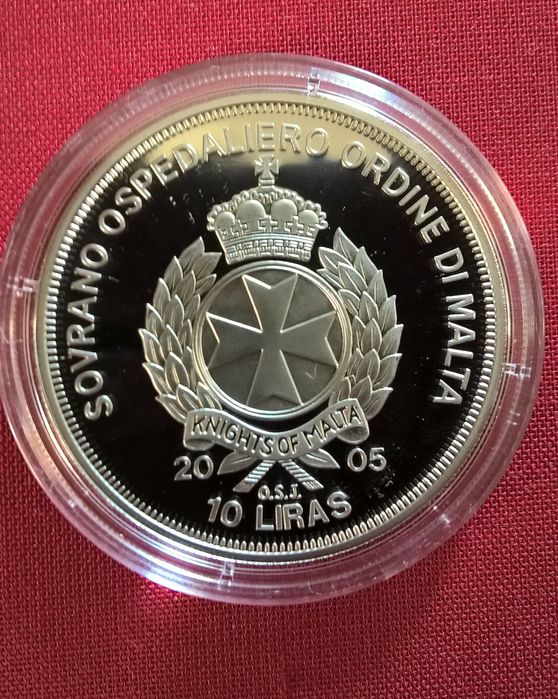 SOVRANO OSPEDALIERO ORDINE DI MALTA
KNIGHTS OF MALTA
20 05
O.S.J.
10 LIRAS